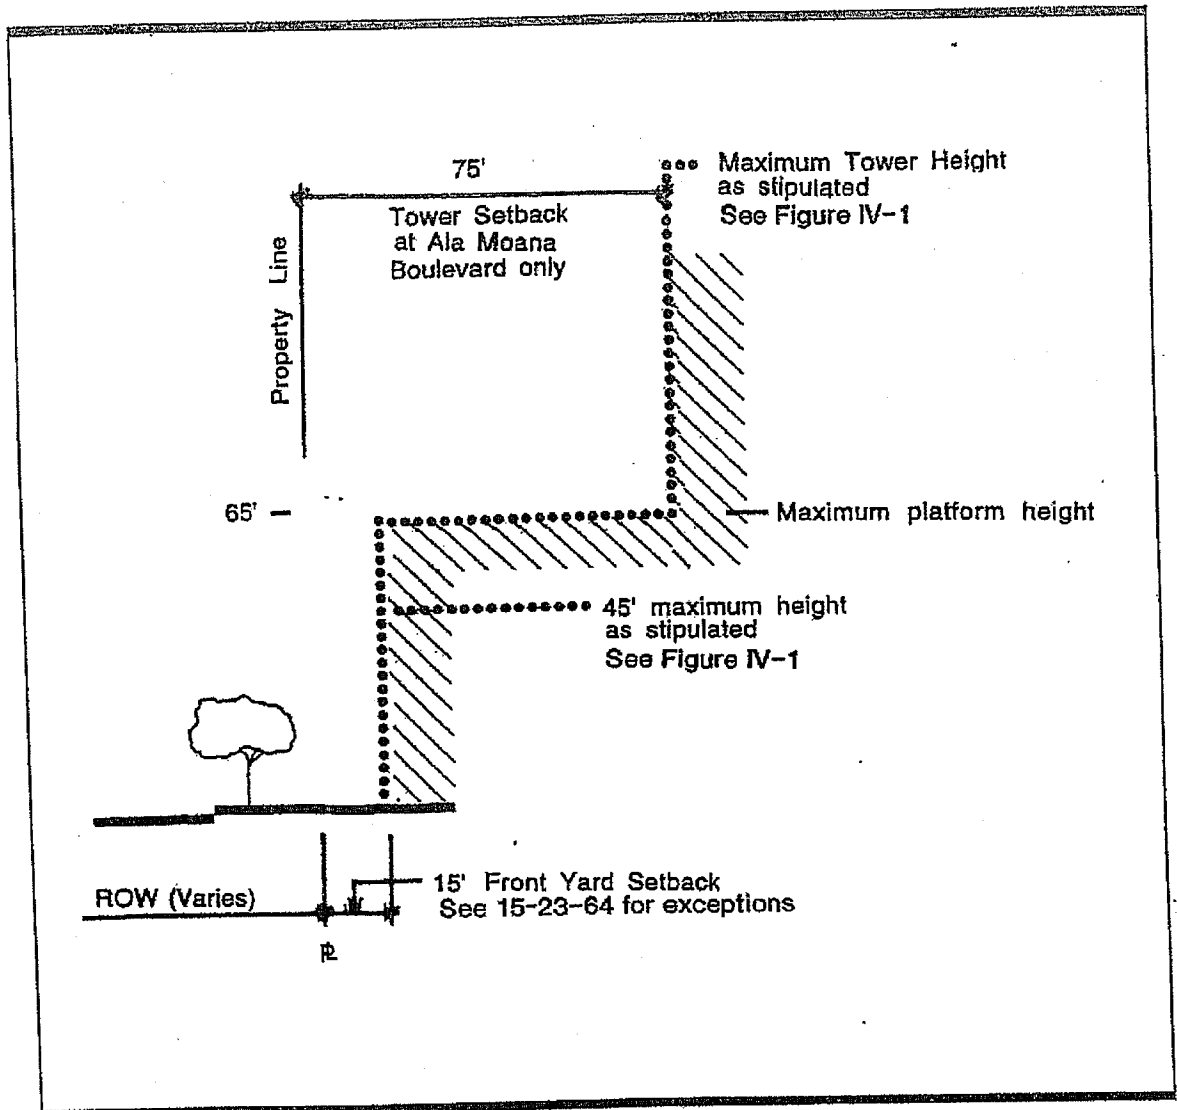 75'
Tower Setback
at Ala Moana
Boulevard only
Maximum Tower Height
as stipulated
See Figure IV-1
Property Line
65'
Maximum platform height
45' maximum height
as stipulated
See Figure IV-1
15' Front Yard Setback
See 15-23-64 for exceptions
ROW (Varies)
PL